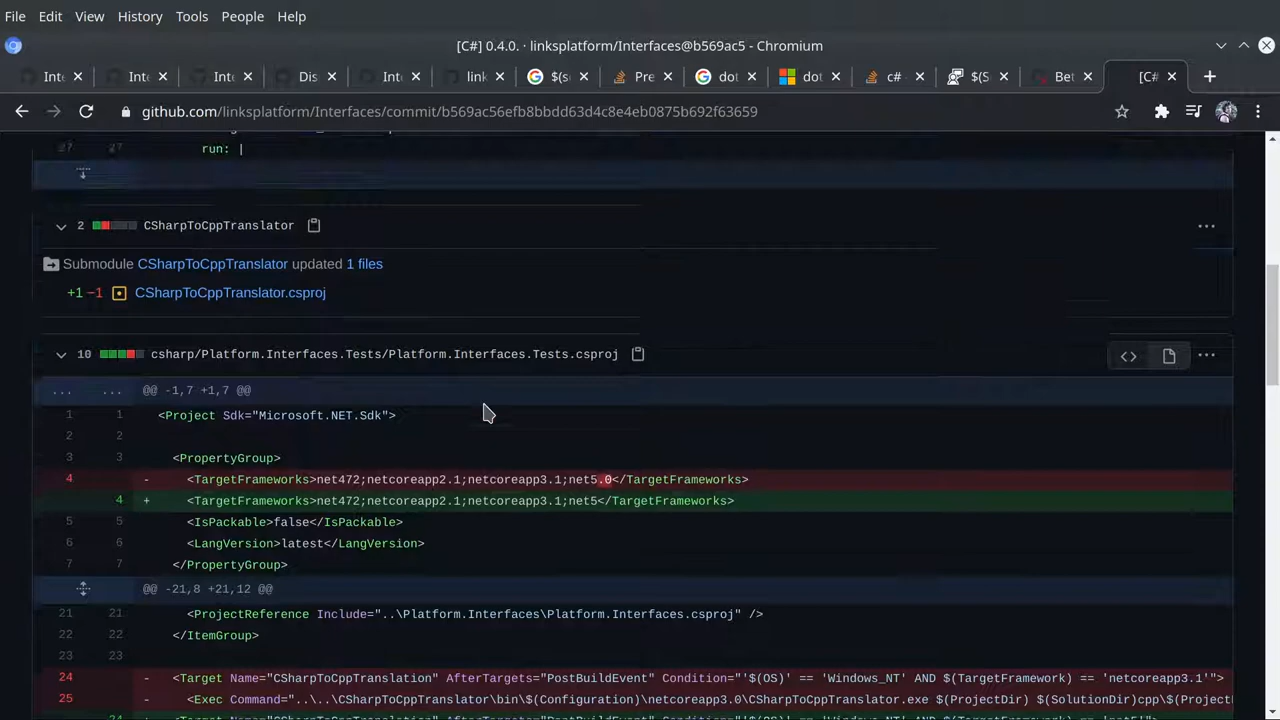 File Edit View History Tools People Help
[C#] 0.4.0. · linksplatform/Interfaces@b569ac5 - Chromium
Inte Inte Inte Dis Inte link $(so Pre dot dot c# $(S Bet [C#
github.com/linksplatform/Interfaces/commit/b569ac56efb8bbdd63d4c8e4eb0875b692f63659
27 27 run: |
2 CSharpToCppTranslator
Submodule CSharpToCppTranslator updated 1 files
+1 −1 CSharpToCppTranslator.csproj
10 csharp/Platform.Interfaces.Tests/Platform.Interfaces.Tests.csproj
... ... @@ -1,7 +1,7 @@
1 1 <Project Sdk="Microsoft.NET.Sdk">
2 2
3 3 <PropertyGroup>
4 - <TargetFrameworks>net472;netcoreapp2.1;netcoreapp3.1;net5.0</TargetFrameworks>
4 + <TargetFrameworks>net472;netcoreapp2.1;netcoreapp3.1;net5</TargetFrameworks>
5 5 <IsPackable>false</IsPackable>
6 6 <LangVersion>latest</LangVersion>
7 7 </PropertyGroup>
@@ -21,8 +21,12 @@
21 21 <ProjectReference Include="..\Platform.Interfaces\Platform.Interfaces.csproj" />
22 22 </ItemGroup>
23 23
24 - <Target Name="CSharpToCppTranslation" AfterTargets="PostBuildEvent" Condition="'$(OS)' == 'Windows_NT' AND $(TargetFramework) == 'netcoreapp3.1'">
25 - <Exec Command="..\..\CSharpToCppTranslator\bin\$(Configuration)\netcoreapp3.0\CSharpToCppTranslator.exe $(ProjectDir) $(SolutionDir)cpp\$(Project